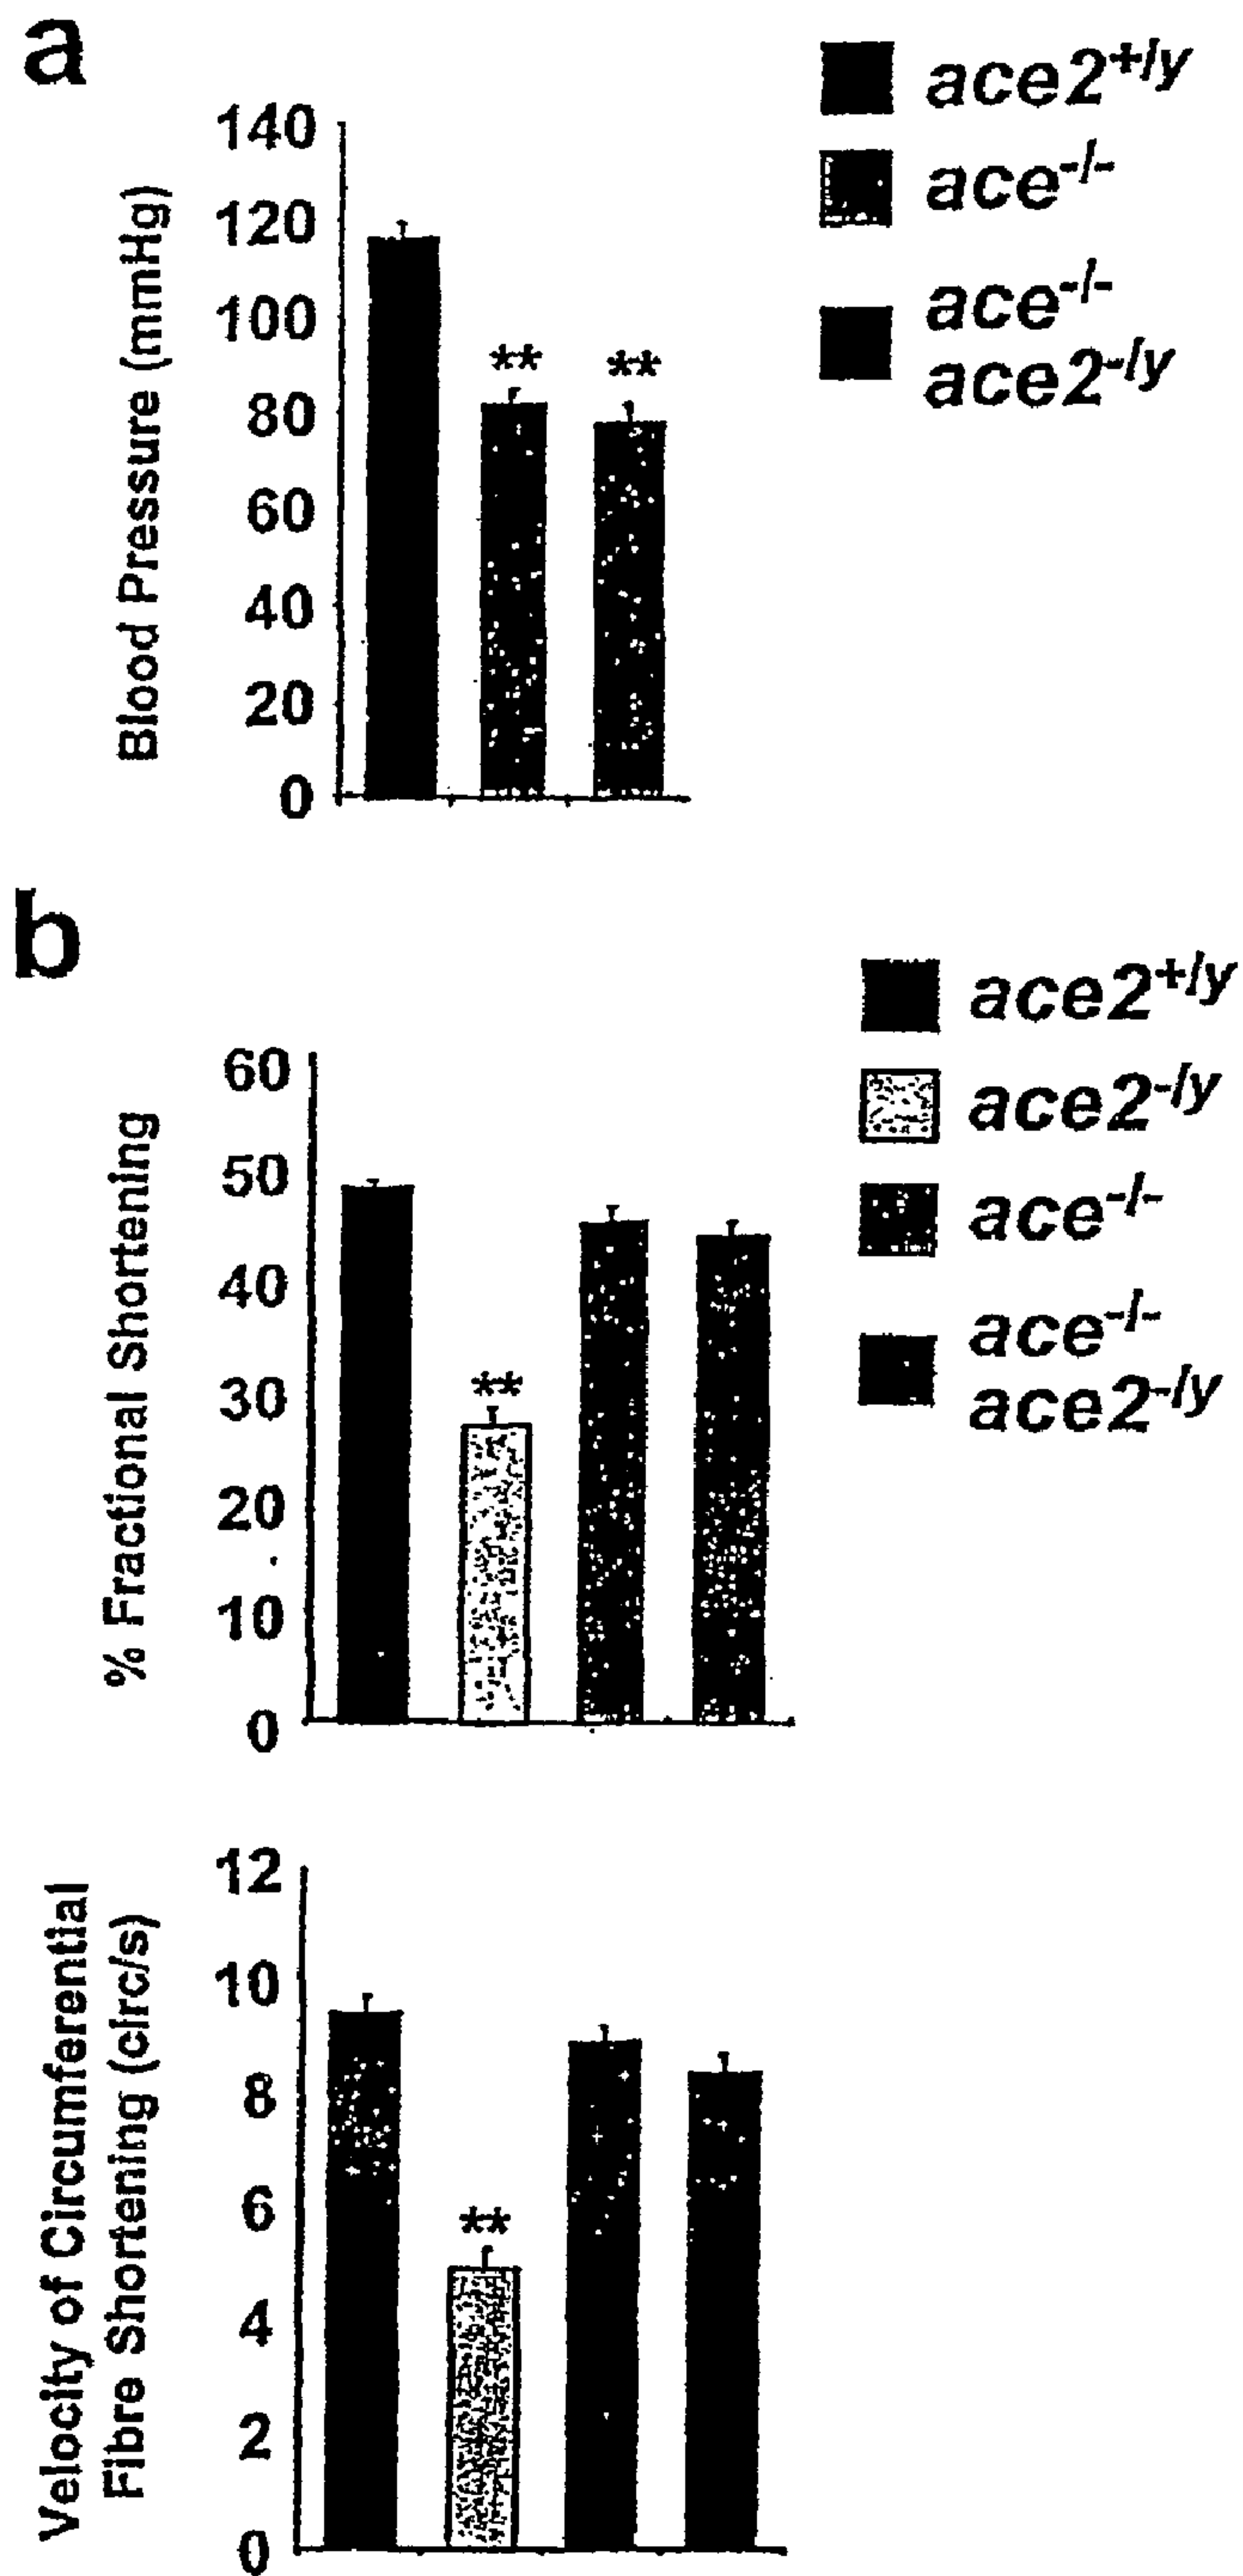 a
ace2+/y
ace-/-
ace-/-
ace2-/y
Blood Pressure (mmHg)
140
120
100
80
60
40
20
0
**
**
b
ace2+/y
ace2-/y
ace-/-
ace-/-
ace2-/y
% Fractional Shortening
60
50
40
30
20
10
0
**
Velocity of Circumferential
Fibre Shortening (circ/s)
12
10
8
6
4
2
0
**